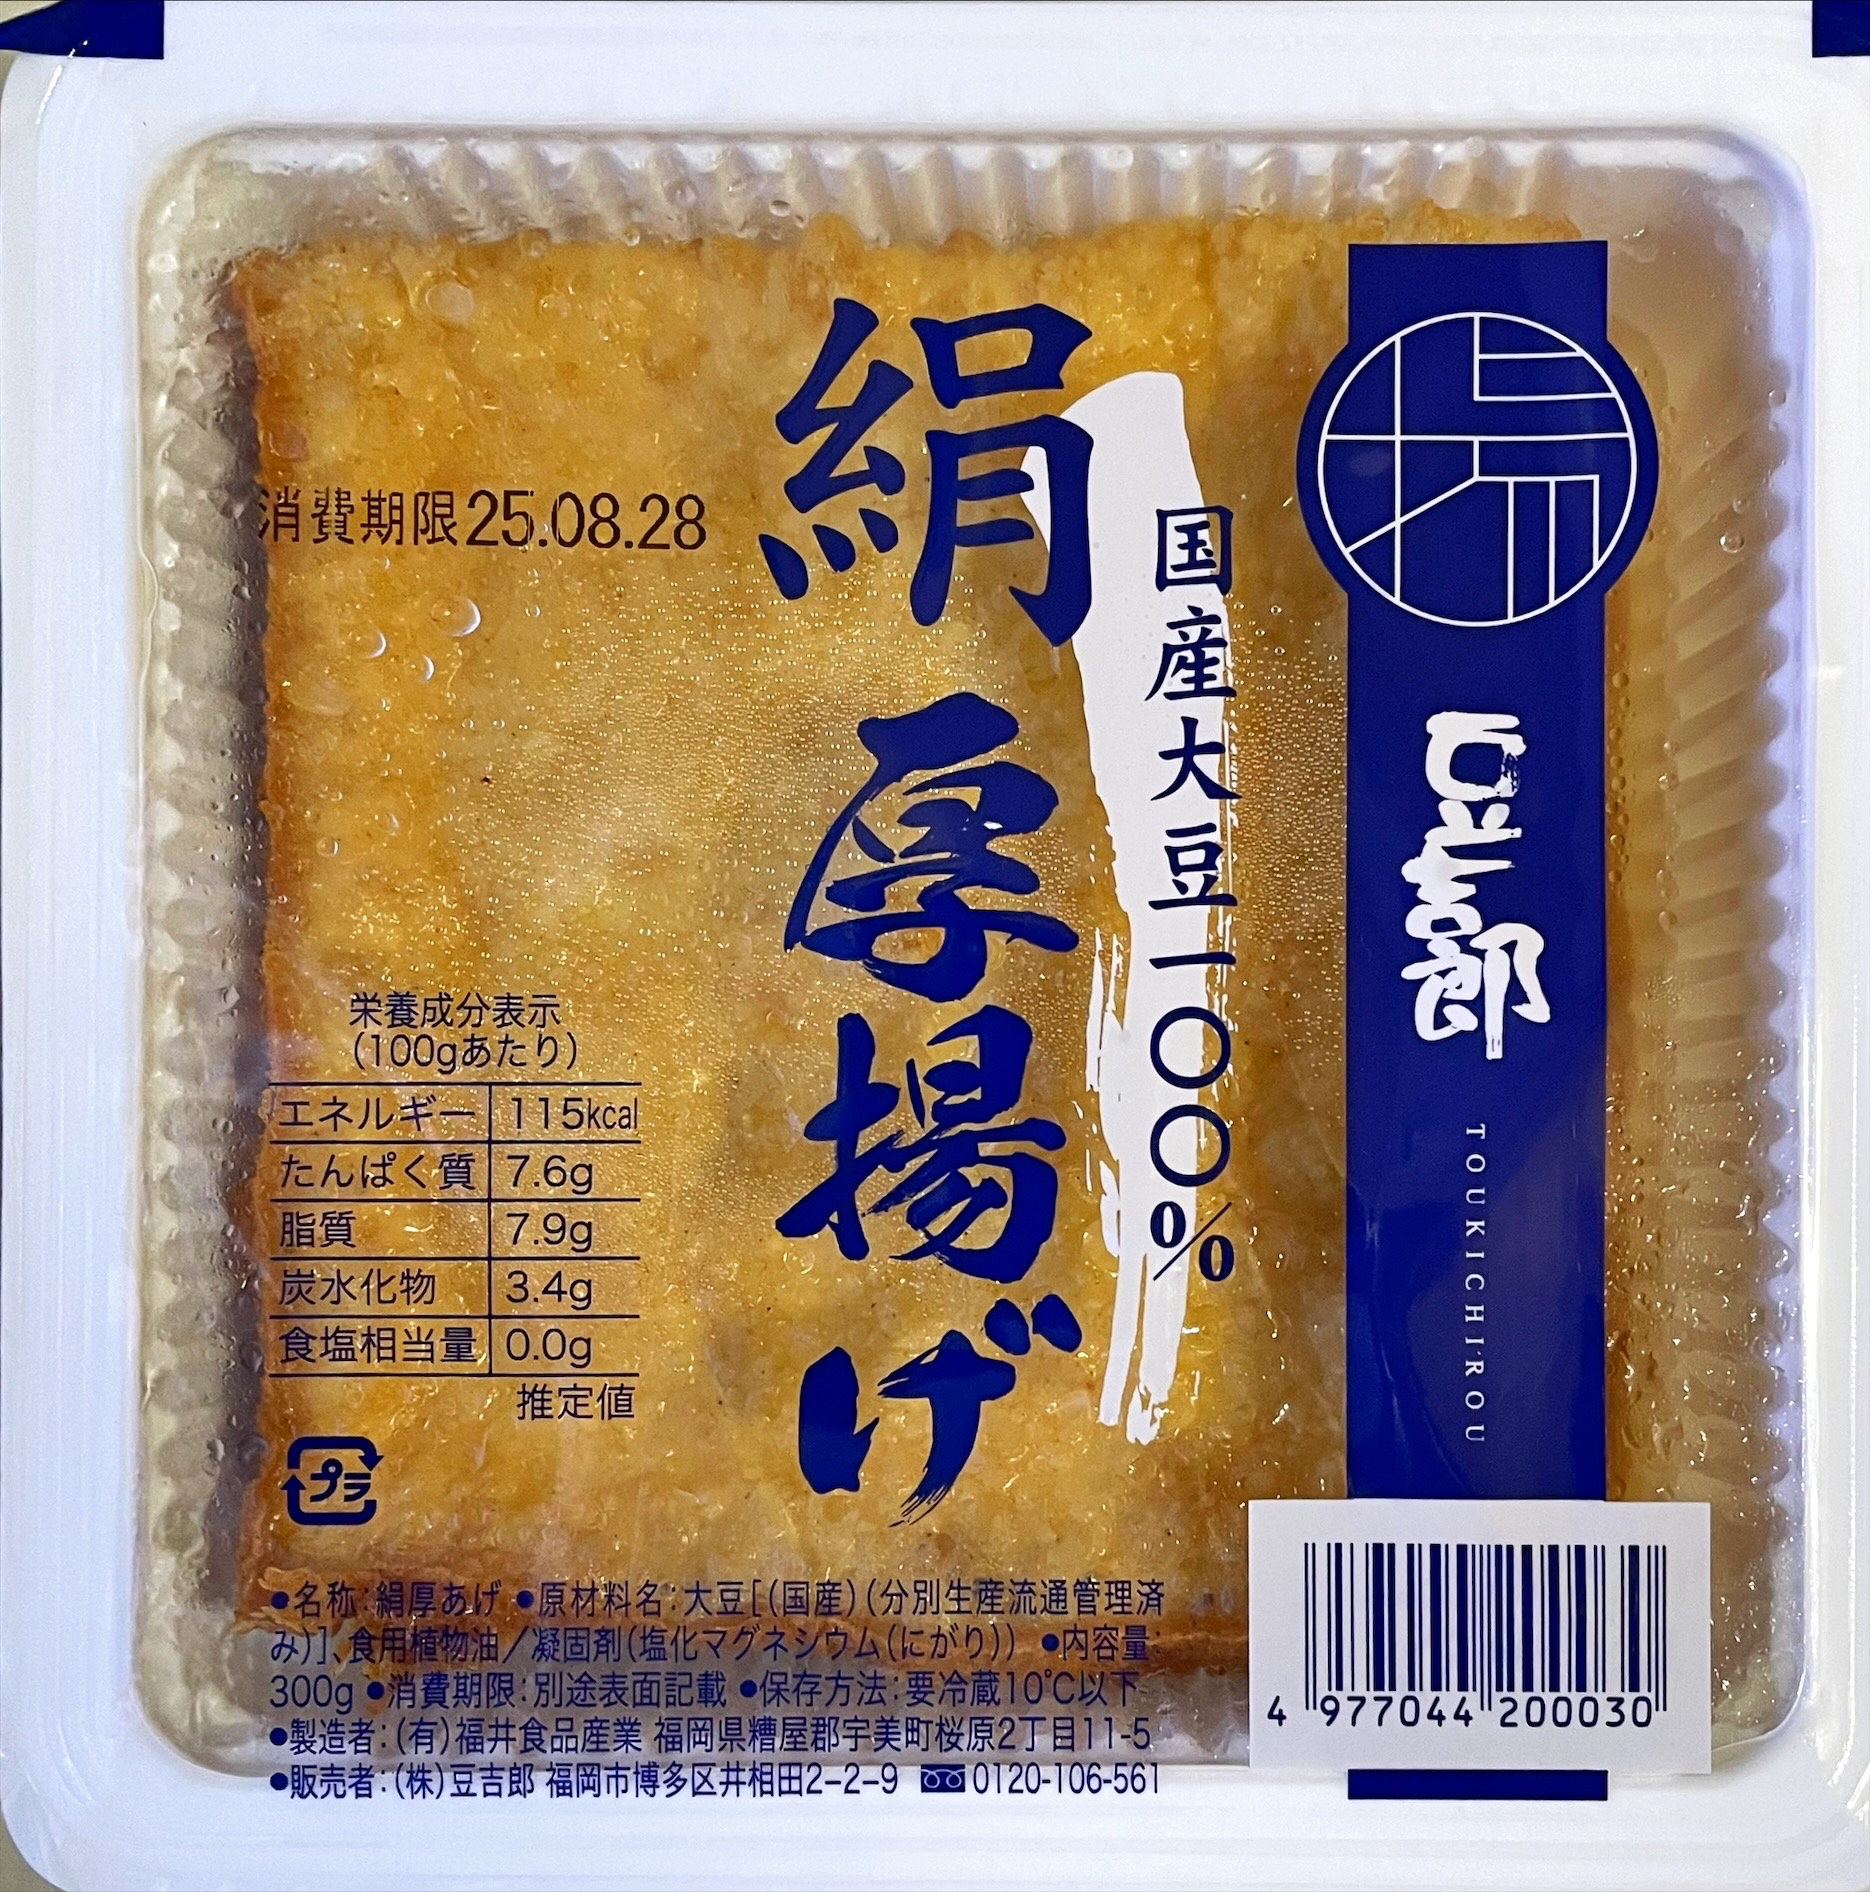 絹厚揚げ
国産大豆一〇〇%
豆吉郎
TOUKICHIROU
消費期限25.08.28
栄養成分表示
(100gあたり)
エネルギー 115kcal
たんぱく質 7.6g
脂質 7.9g
炭水化物 3.4g
食塩相当量 0.0g
推定値
プラ
●名称:絹厚あげ ●原材料名:大豆[(国産)(分別生産流通管理済
み)]、食用植物油/凝固剤(塩化マグネシウム(にがり)) ●内容量:
300g ●消費期限:別途表面記載 ●保存方法:要冷蔵10℃以下
●製造者:(有)福井食品産業 福岡県糟屋郡宇美町桜原2丁目11-5
●販売者:(株)豆吉郎 福岡市博多区井相田2-2-9 0120-106-561
4 977044 200030